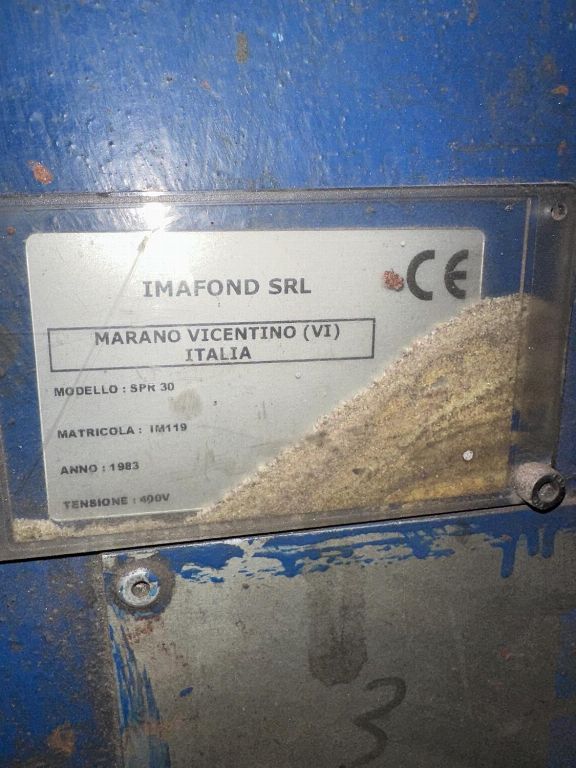 IMAFOND SRL
CE
MARANO VICENTINO (VI)
ITALIA
MODELLO : SPR 30
MATRICOLA : IM119
ANNO : 1983
TENSIONE : 400V
3